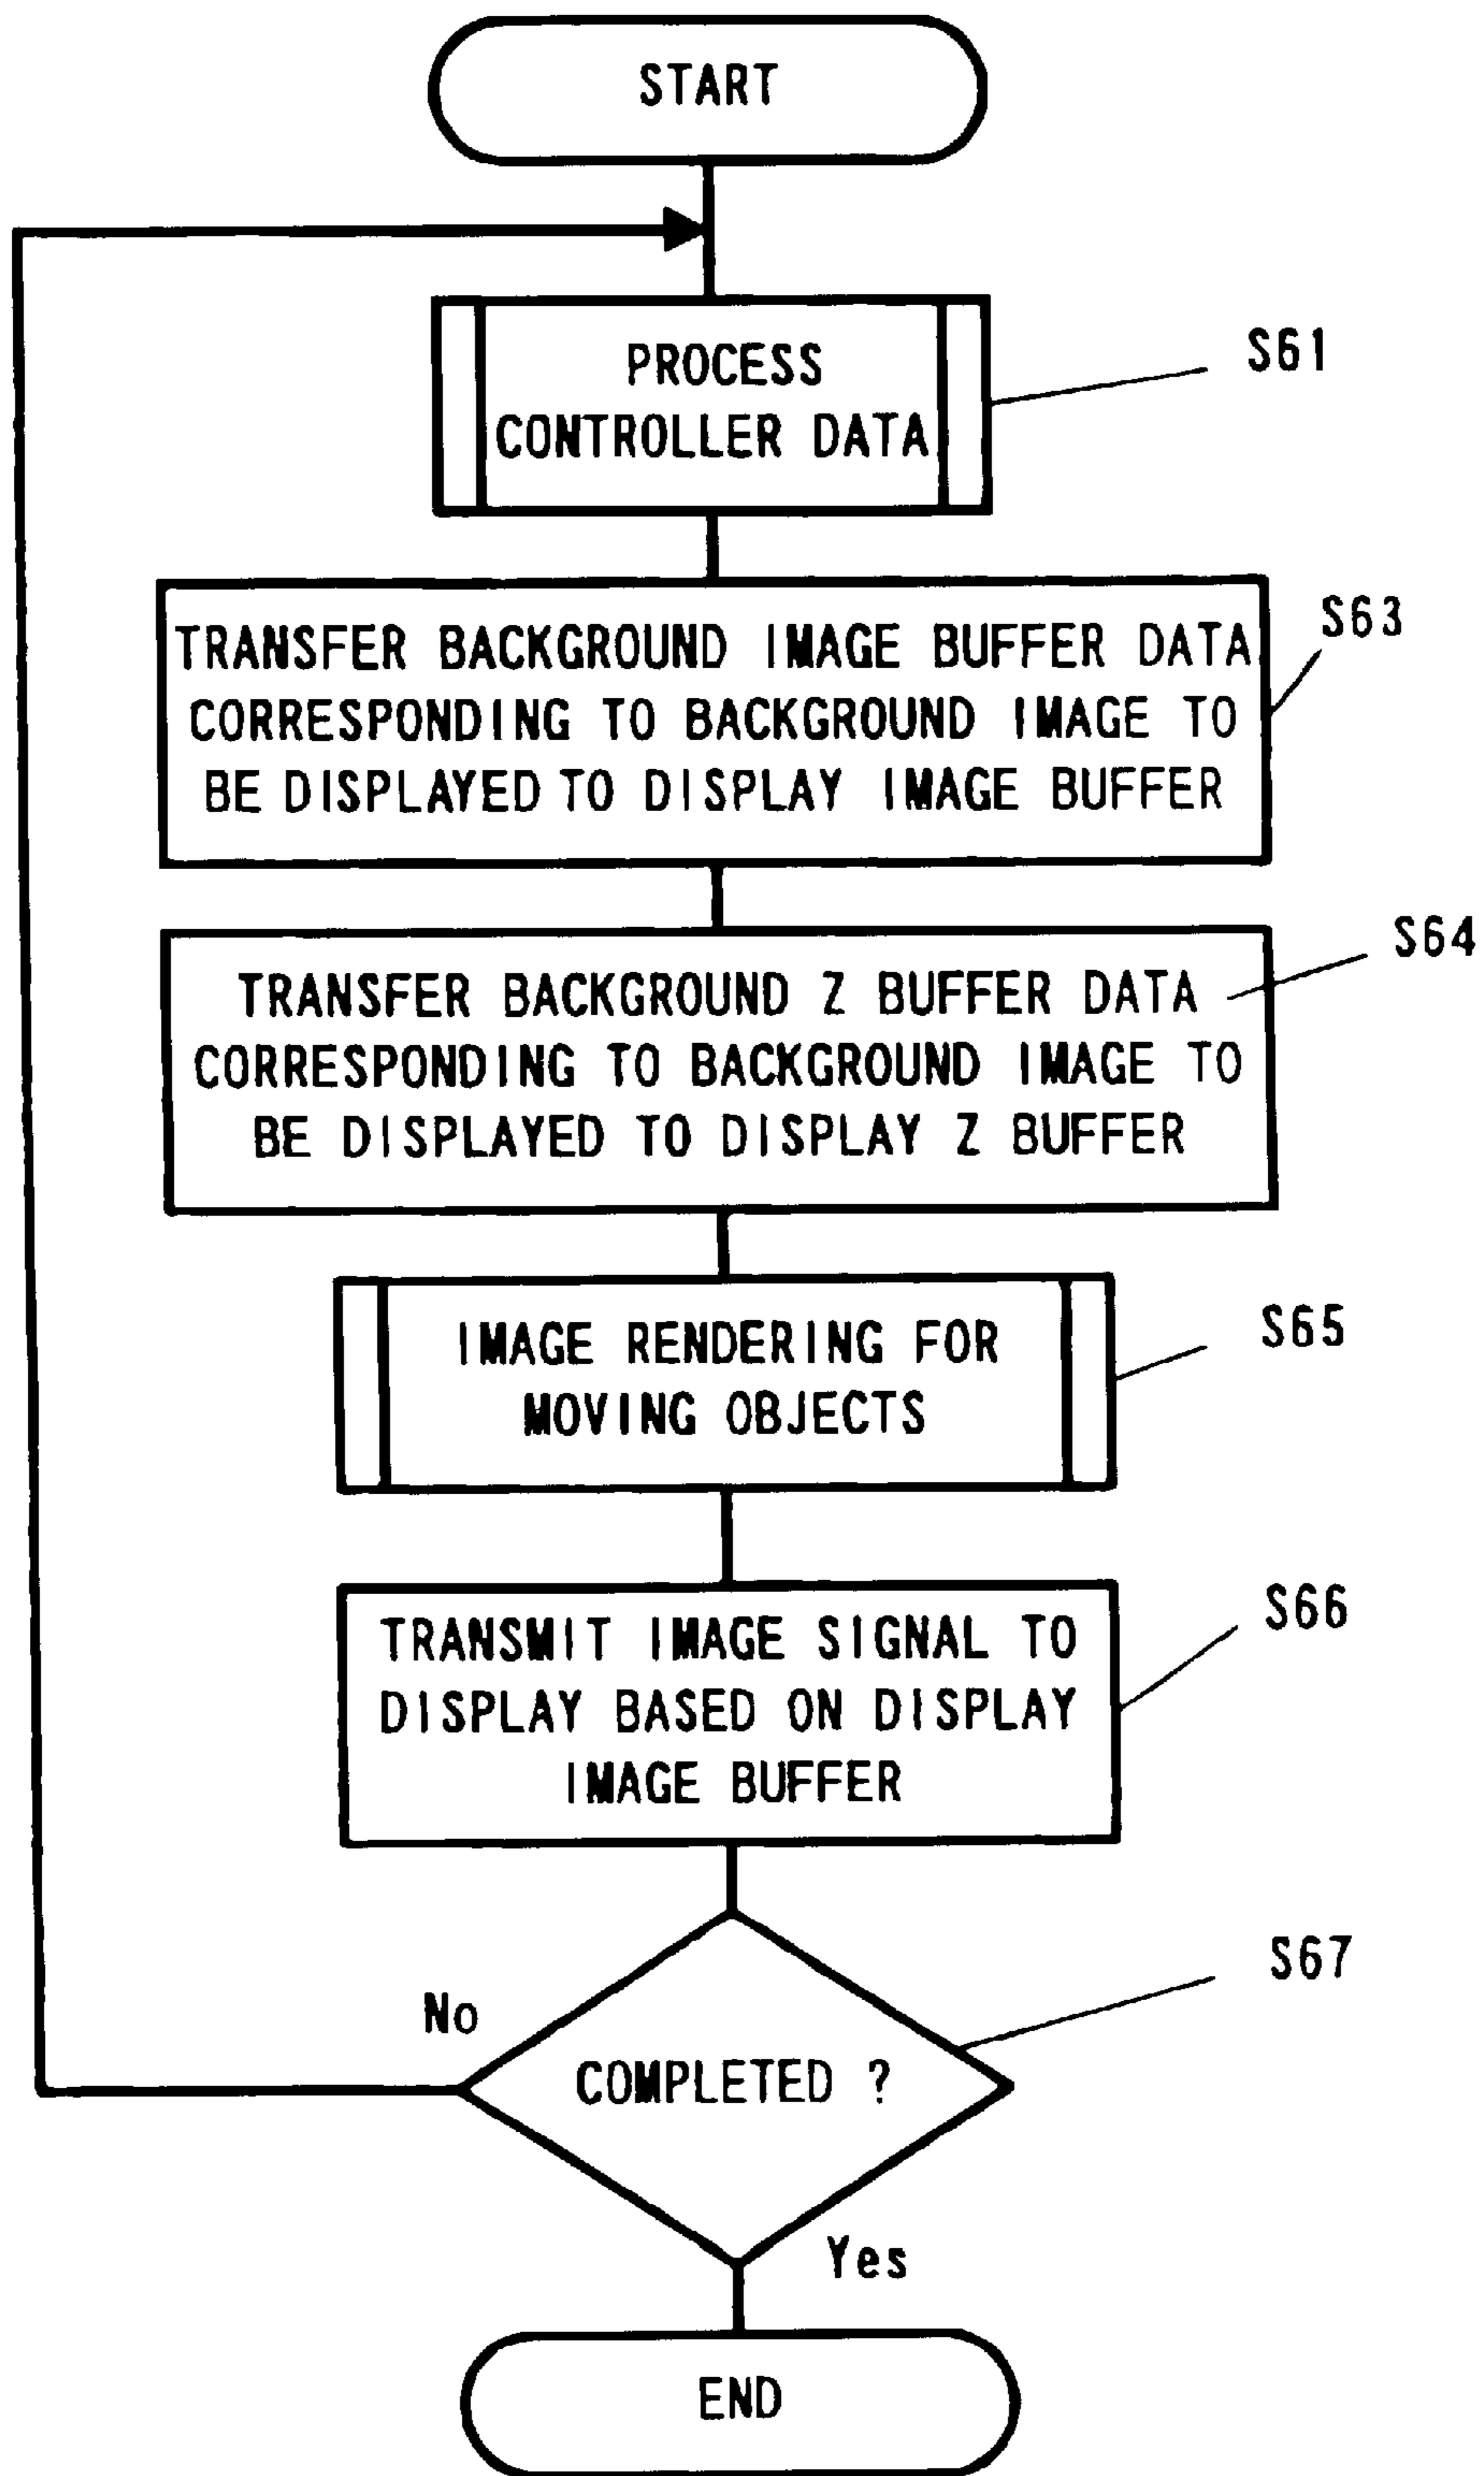 START
PROCESS
CONTROLLER DATA
S61
TRANSFER BACKGROUND IMAGE BUFFER DATA
CORRESPONDING TO BACKGROUND IMAGE TO
BE DISPLAYED TO DISPLAY IMAGE BUFFER
S63
TRANSFER BACKGROUND Z BUFFER DATA
CORRESPONDING TO BACKGROUND IMAGE TO
BE DISPLAYED TO DISPLAY Z BUFFER
S64
IMAGE RENDERING FOR
MOVING OBJECTS
S65
TRANSMIT IMAGE SIGNAL TO
DISPLAY BASED ON DISPLAY
IMAGE BUFFER
S66
COMPLETED ?
S67
No
Yes
END